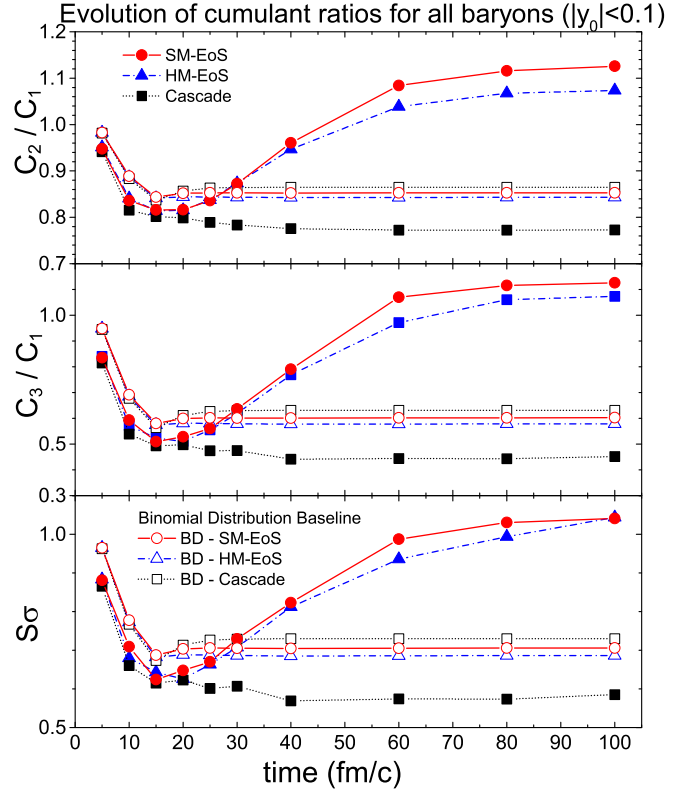 Evolution of cumulant ratios for all baryons (|y₀|<0.1)
1.2
SM-EoS
HM-EoS
Cascade
1.1
1.0
0.9
0.8
0.7
C₂ / C₁
1.0
0.5
0.3
C₃ / C₁
Binomial Distribution Baseline
BD - SM-EoS
BD - HM-EoS
BD - Cascade
1.0
0.5
Sσ
0 10 20 30 40 50 60 70 80 90 100
time (fm/c)